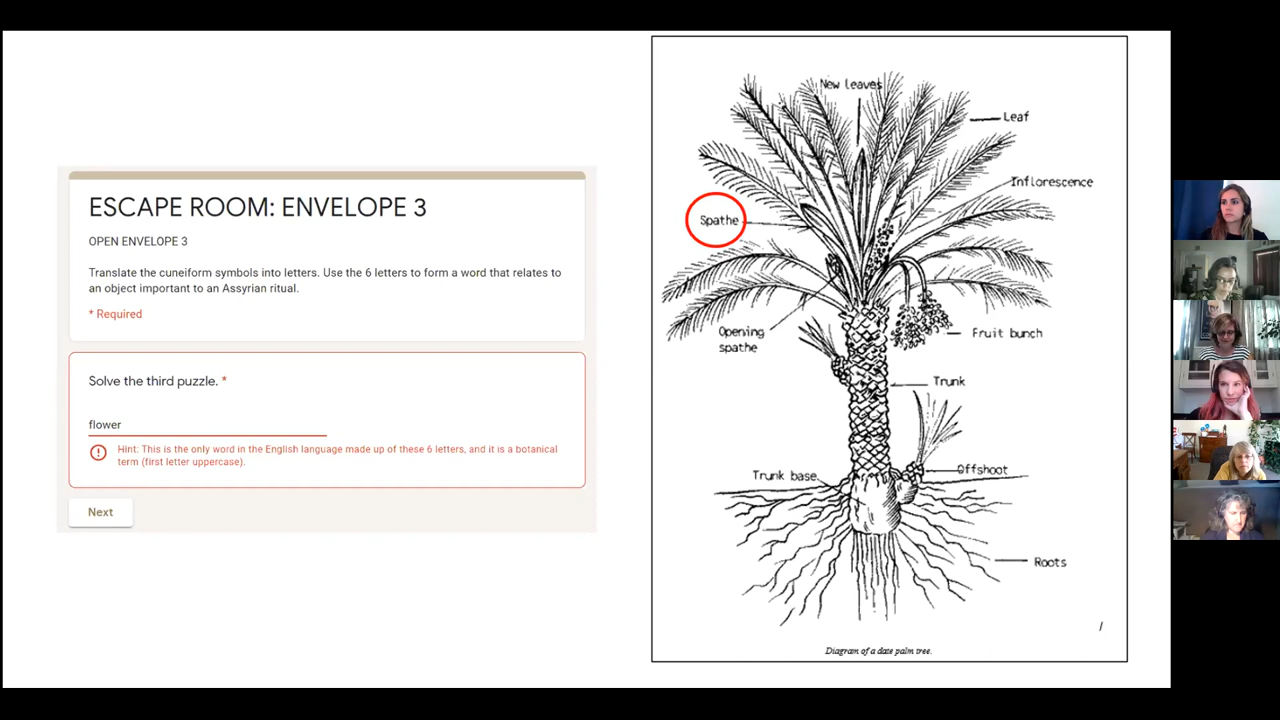 ESCAPE ROOM: ENVELOPE 3
OPEN ENVELOPE 3
Translate the cuneiform symbols into letters. Use the 6 letters to form a word that relates to
an object important to an Assyrian ritual.
* Required
Solve the third puzzle. *
flower
Hint: This is the only word in the English language made up of these 6 letters, and it is a botanical
term (first letter uppercase).
Next
New leaves
Leaf
Inflorescence
Spathe
Opening
spathe
Fruit bunch
Trunk
Trunk base
Offshoot
Roots
Diagram of a date palm tree.